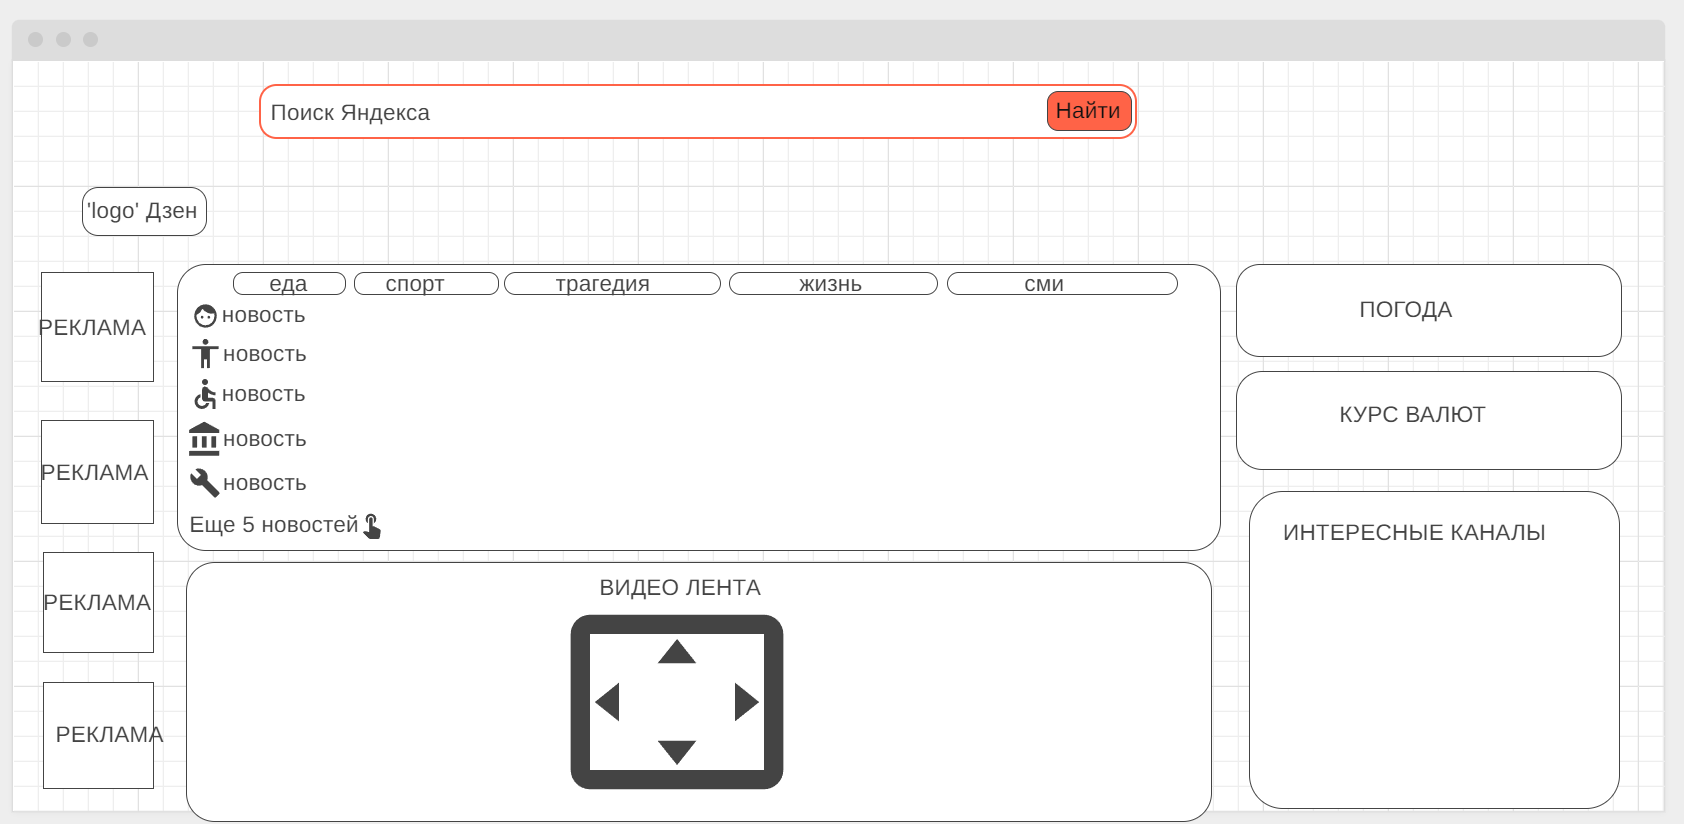 Поиск Яндекса
Найти
'logo' Дзен
РЕКЛАМА
РЕКЛАМА
РЕКЛАМА
РЕКЛАМА
еда
спорт
трагедия
жизнь
сми
новость
новость
новость
новость
новость
Еще 5 новостей
ВИДЕО ЛЕНТА
ПОГОДА
КУРС ВАЛЮТ
ИНТЕРЕСНЫЕ КАНАЛЫ